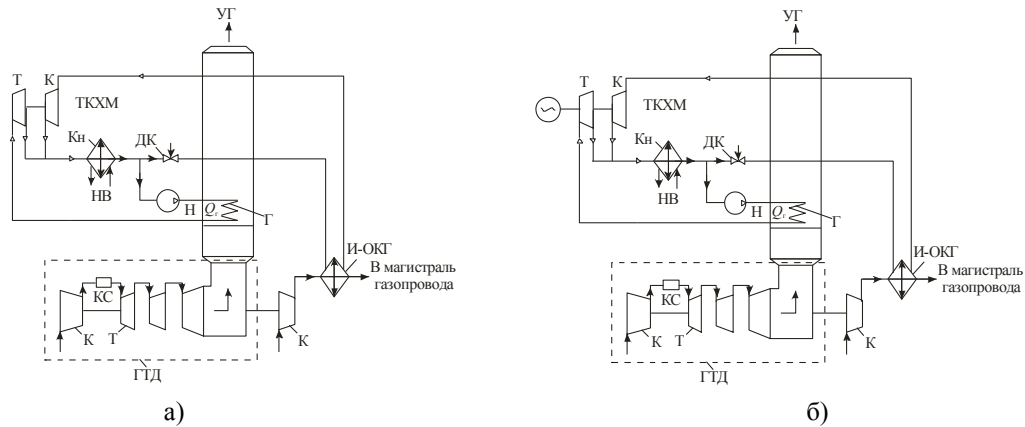 УГ
Т
К
ТКХМ
Кн
ДК
НВ
Н
Qг
Г
И-ОКГ
В магистраль
газопровода
КС
К
Т
К
ГТД
а)
УГ
Т
К
ТКХМ
Кн
ДК
НВ
Н
Qг
Г
И-ОКГ
В магистраль
газопровода
КС
К
Т
К
ГТД
б)